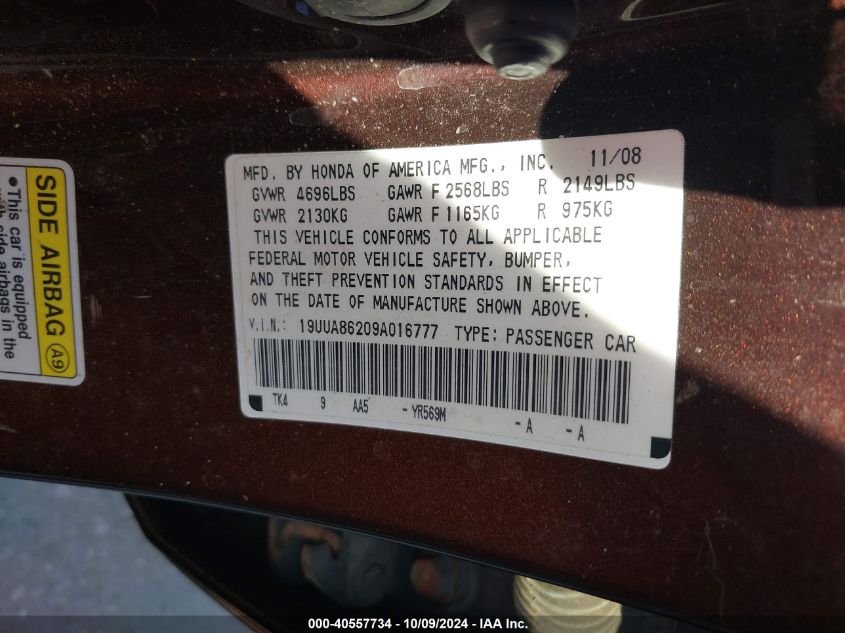 MFD. BY HONDA OF AMERICA MFG., INC. 11/08
GVWR 4696LBS GAWR F 2568LBS R 2149LBS
GVWR 2130KG GAWR F 1165KG R 975KG
THIS VEHICLE CONFORMS TO ALL APPLICABLE
FEDERAL MOTOR VEHICLE SAFETY, BUMPER,
AND THEFT PREVENTION STANDARDS IN EFFECT
ON THE DATE OF MANUFACTURE SHOWN ABOVE.
V.I.N.: 19UUA86209A016777 TYPE: PASSENGER CAR
TK4 9 AA5 -YR569M -A -A
SIDE AIRBAG A9
•This car is equipped
with side airbags in the
000-40557734 - 10/09/2024 - IAA Inc.